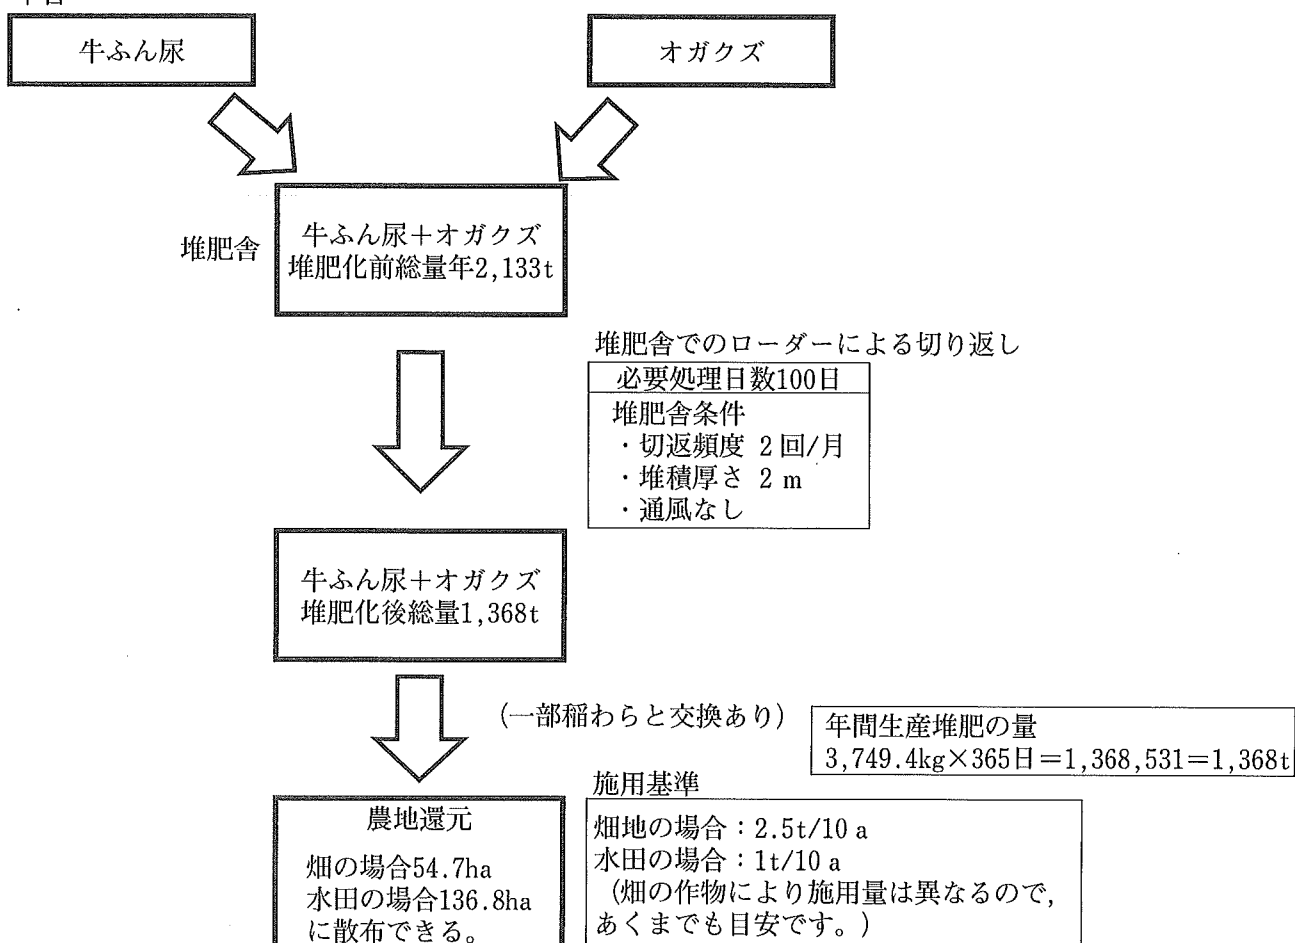 牛ふん尿
オガクズ
堆肥舎
牛ふん尿＋オガクズ
堆肥化前総量年2,133t
堆肥舎でのローダーによる切り返し
必要処理日数100日
堆肥舎条件
・切返頻度 2回/月
・堆積厚さ 2 m
・通風なし
牛ふん尿＋オガクズ
堆肥化後総量1,368t
（一部稲わらと交換あり）
年間生産堆肥の量
3,749.4kg×365日＝1,368,531＝1,368t
農地還元
畑の場合54.7ha
水田の場合136.8ha
に散布できる。
施用基準
畑地の場合：2.5t/10 a
水田の場合：1t/10 a
（畑の作物により施用量は異なるので，
あくまでも目安です。）